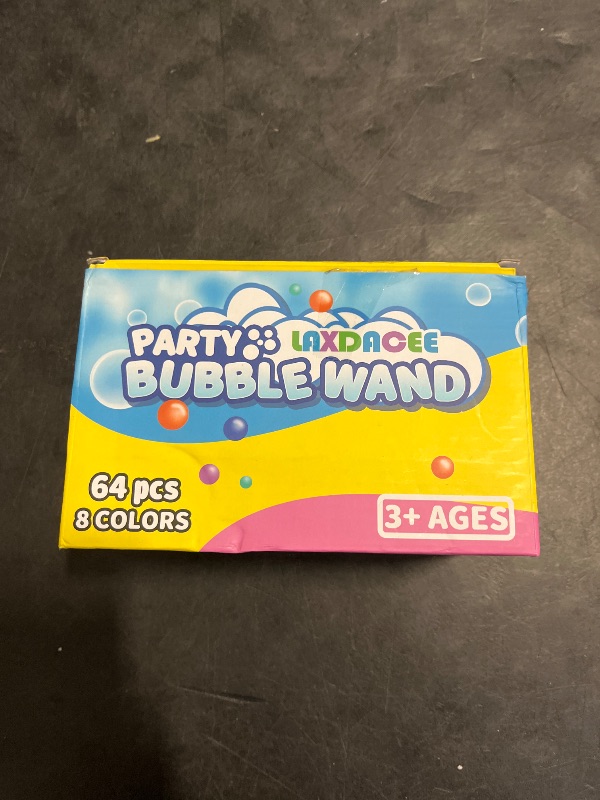 PARTY LAXDACEE
BUBBLE WAND
64 pcs
8 COLORS
3+ AGES